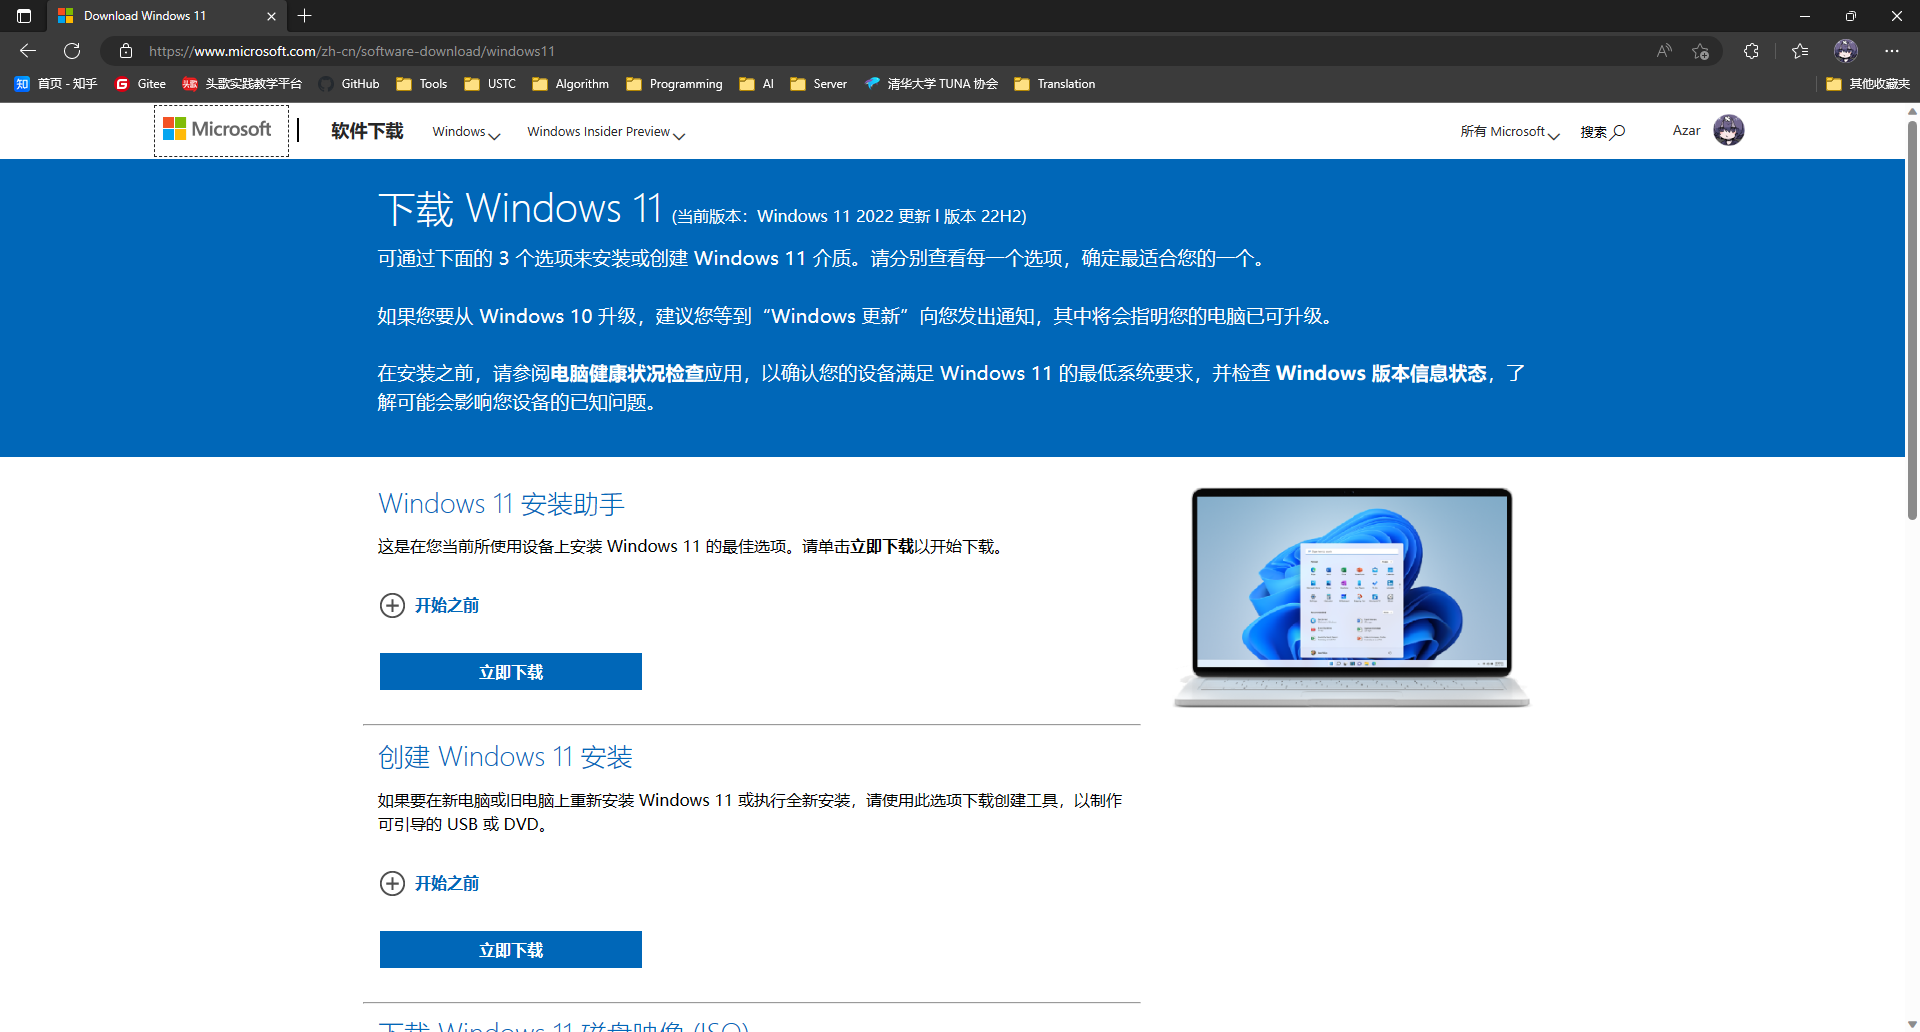 Download Windows 11
https://www.microsoft.com/zh-cn/software-download/windows11
知 首页 - 知乎
G Gitee
头歌 头歌实践教学平台
GitHub
Tools
USTC
Algorithm
Programming
AI
Server
清华大学 TUNA 协会
Translation
其他收藏夹
Microsoft
软件下载
Windows
Windows Insider Preview
所有 Microsoft
搜索
Azar
下载 Windows 11 (当前版本：Windows 11 2022 更新 l 版本 22H2)
可通过下面的 3 个选项来安装或创建 Windows 11 介质。请分别查看每一个选项，确定最适合您的一个。
如果您要从 Windows 10 升级，建议您等到“Windows 更新”向您发出通知，其中将会指明您的电脑已可升级。
在安装之前，请参阅电脑健康状况检查应用，以确认您的设备满足 Windows 11 的最低系统要求，并检查 Windows 版本信息状态，了
解可能会影响您设备的已知问题。
Windows 11 安装助手
这是在您当前所使用设备上安装 Windows 11 的最佳选项。请单击立即下载以开始下载。
开始之前
立即下载
创建 Windows 11 安装
如果要在新电脑或旧电脑上重新安装 Windows 11 或执行全新安装，请使用此选项下载创建工具，以制作
可引导的 USB 或 DVD。
开始之前
立即下载
下载 Windows 11 磁盘映像 (ISO)